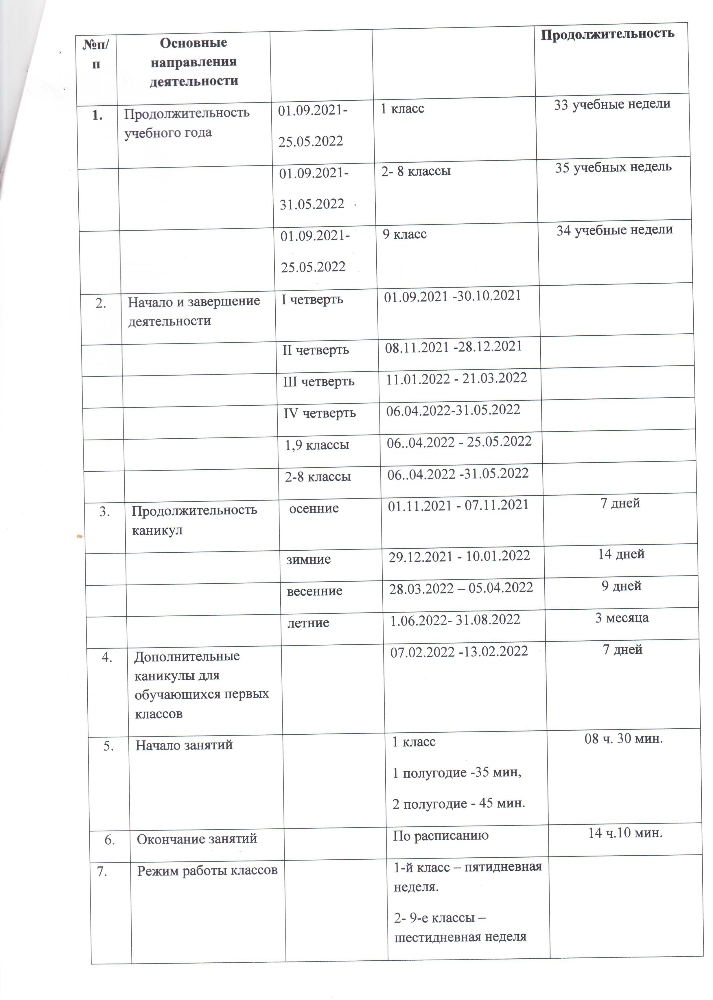 №п/
п
Основные
направления
деятельности
Продолжительность
1.
Продолжительность
учебного года
01.09.2021-
25.05.2022
1 класс
33 учебные недели
01.09.2021-
31.05.2022
2- 8 классы
35 учебных недель
01.09.2021-
25.05.2022
9 класс
34 учебные недели
2.
Начало и завершение
деятельности
I четверть
01.09.2021 -30.10.2021
II четверть
08.11.2021 -28.12.2021
III четверть
11.01.2022 - 21.03.2022
IV четверть
06.04.2022-31.05.2022
1,9 классы
06..04.2022 - 25.05.2022
2-8 классы
06..04.2022 -31.05.2022
3.
Продолжительность
каникул
осенние
01.11.2021 - 07.11.2021
7 дней
зимние
29.12.2021 - 10.01.2022
14 дней
весенние
28.03.2022 – 05.04.2022
9 дней
летние
1.06.2022- 31.08.2022
3 месяца
4.
Дополнительные
каникулы для
обучающихся первых
классов
07.02.2022 -13.02.2022
7 дней
5.
Начало занятий
1 класс
1 полугодие -35 мин,
2 полугодие - 45 мин.
08 ч. 30 мин.
6.
Окончание занятий
По расписанию
14 ч.10 мин.
7.
Режим работы классов
1-й класс – пятидневная
неделя.
2- 9-е классы –
шестидневная неделя